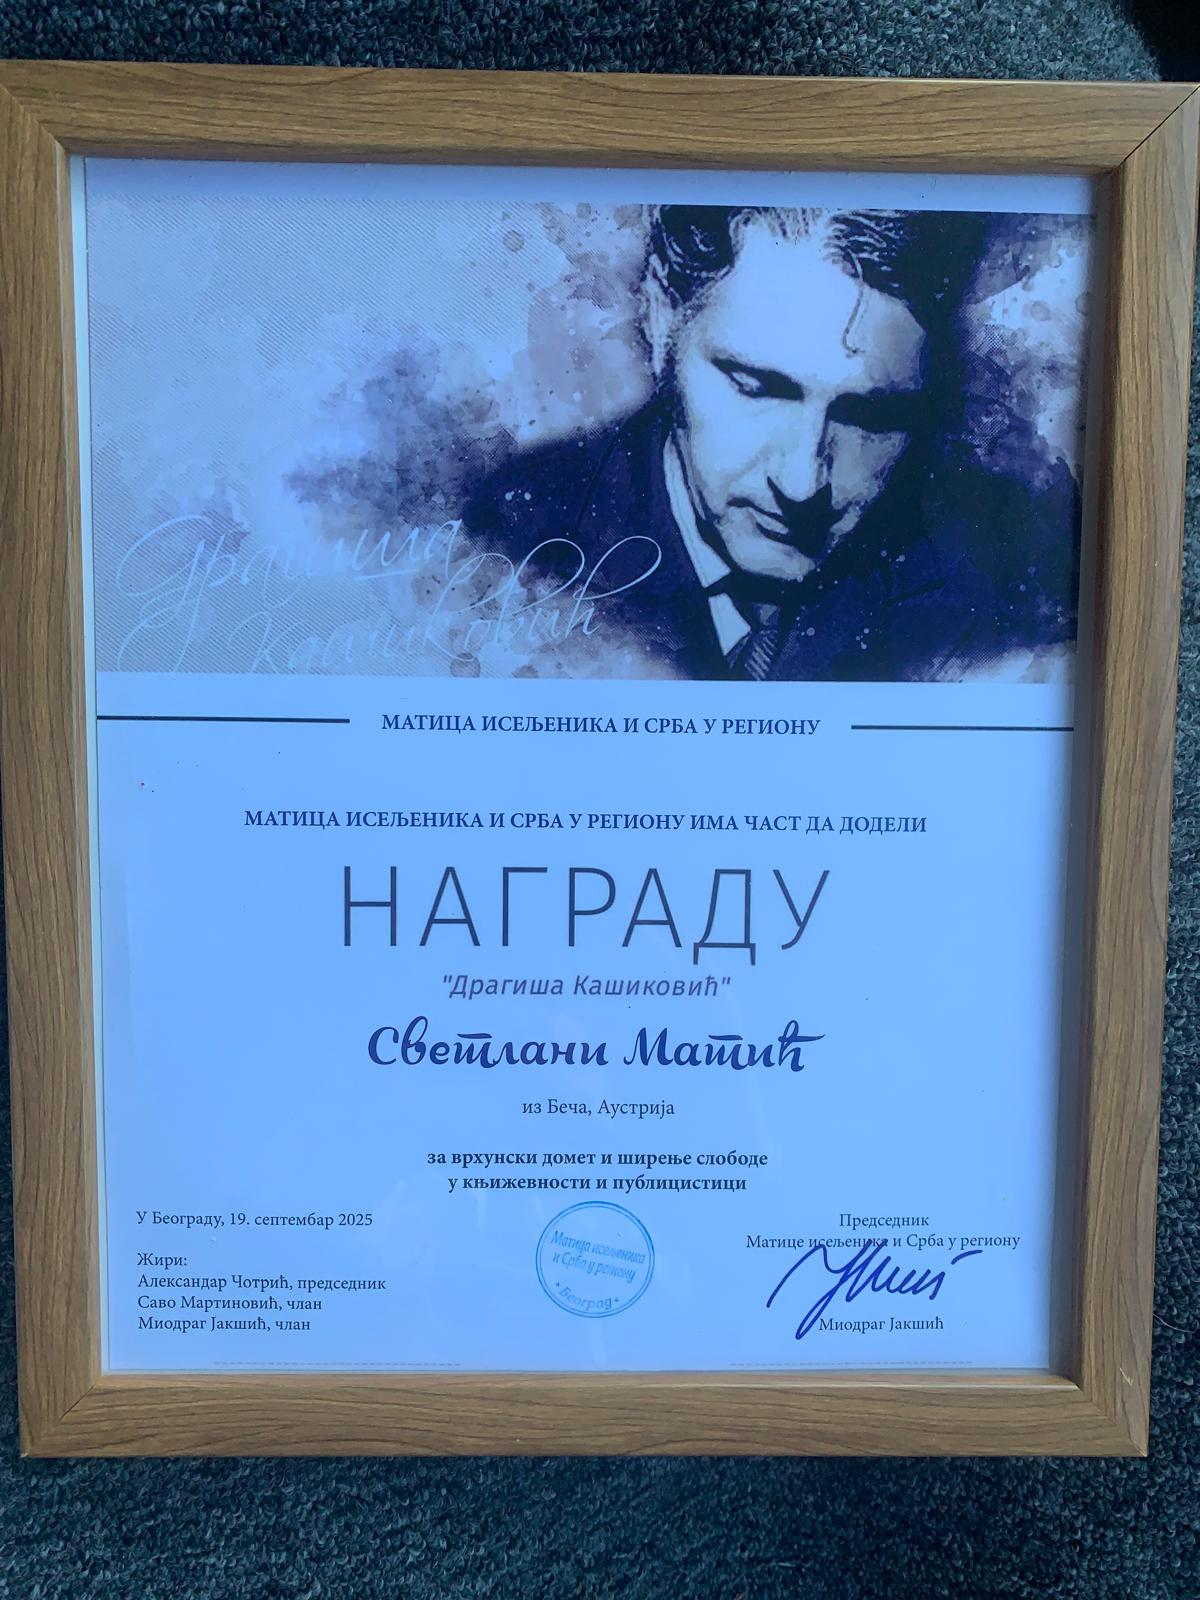 Драгиша
Кашиковић
МАТИЦА ИСЕЉЕНИКА И СРБА У РЕГИОНУ
МАТИЦА ИСЕЉЕНИКА И СРБА У РЕГИОНУ ИМА ЧАСТ ДА ДОДЕЛИ
НАГРАДУ
"Драгиша Кашиковић"
Светлани Матић
из Беча, Аустрија
за врхунски домет и ширење слободе
у књижевности и публицистици
У Београду, 19. септембар 2025
Жири:
Александар Чотрић, председник
Саво Мартиновић, члан
Миодраг Јакшић, члан
Матица исељеника
и Срба у региону
• Београд •
Председник
Матице исељеника и Срба у региону
Миодраг Јакшић